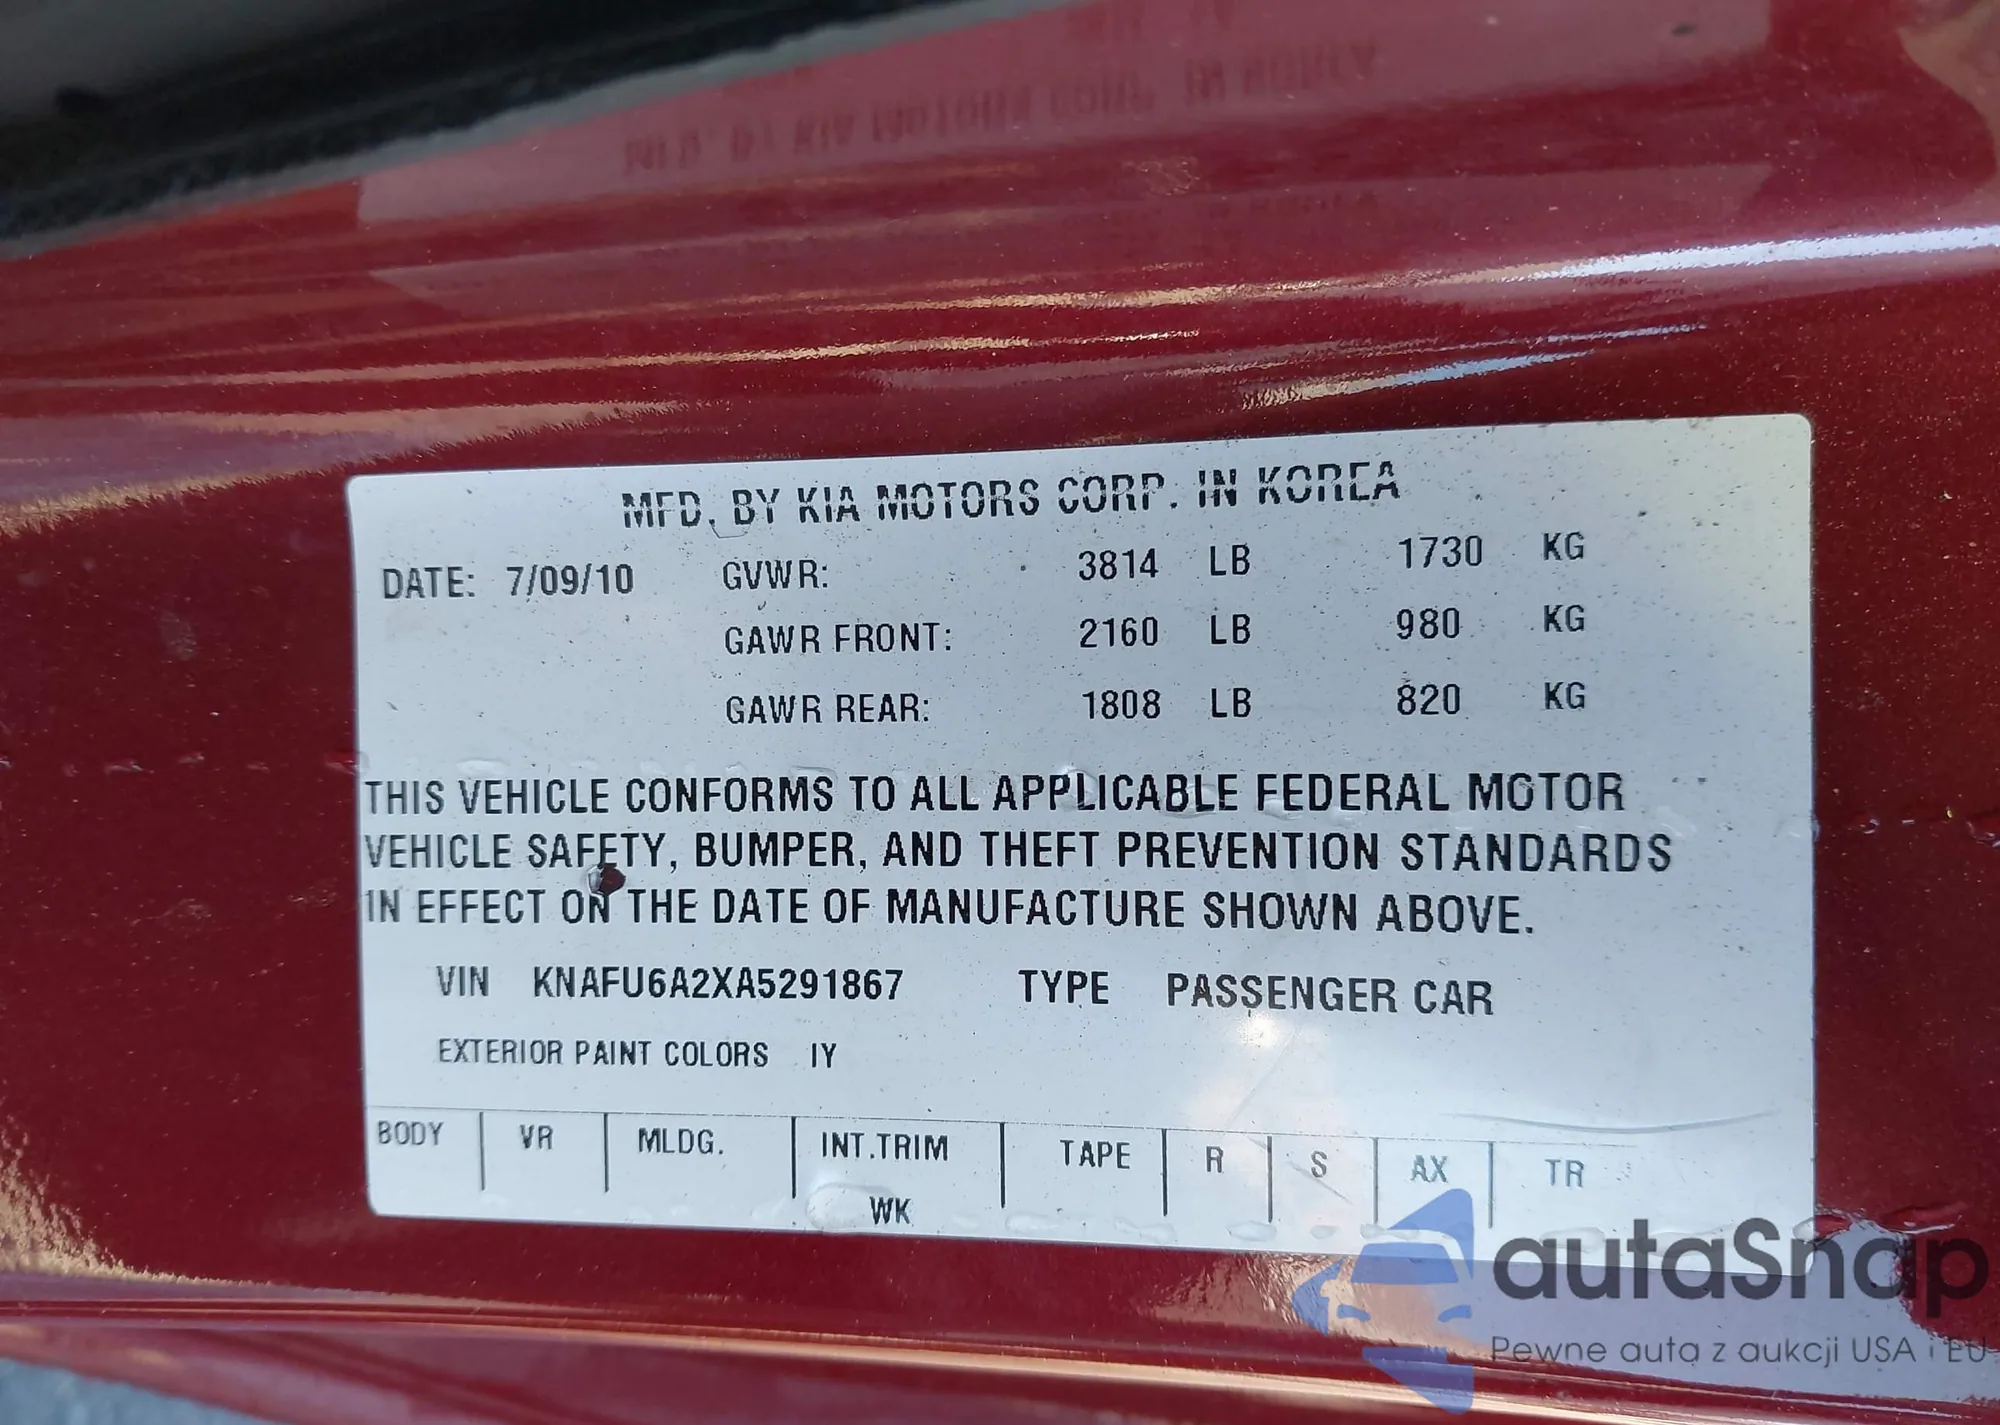 MFD. BY KIA MOTORS CORP. IN KOREA
DATE: 7/09/10 GVWR: 3814 LB 1730 KG
GAWR FRONT: 2160 LB 980 KG
GAWR REAR: 1808 LB 820 KG
THIS VEHICLE CONFORMS TO ALL APPLICABLE FEDERAL MOTOR
VEHICLE SAFETY, BUMPER, AND THEFT PREVENTION STANDARDS
IN EFFECT ON THE DATE OF MANUFACTURE SHOWN ABOVE.
VIN KNAFU6A2XA5291867 TYPE PASSENGER CAR
EXTERIOR PAINT COLORS IY
BODY VR MLDG. INT.TRIM TAPE R S AX TR
WK
autaSnap
Pewne auta z aukcji USA i EU